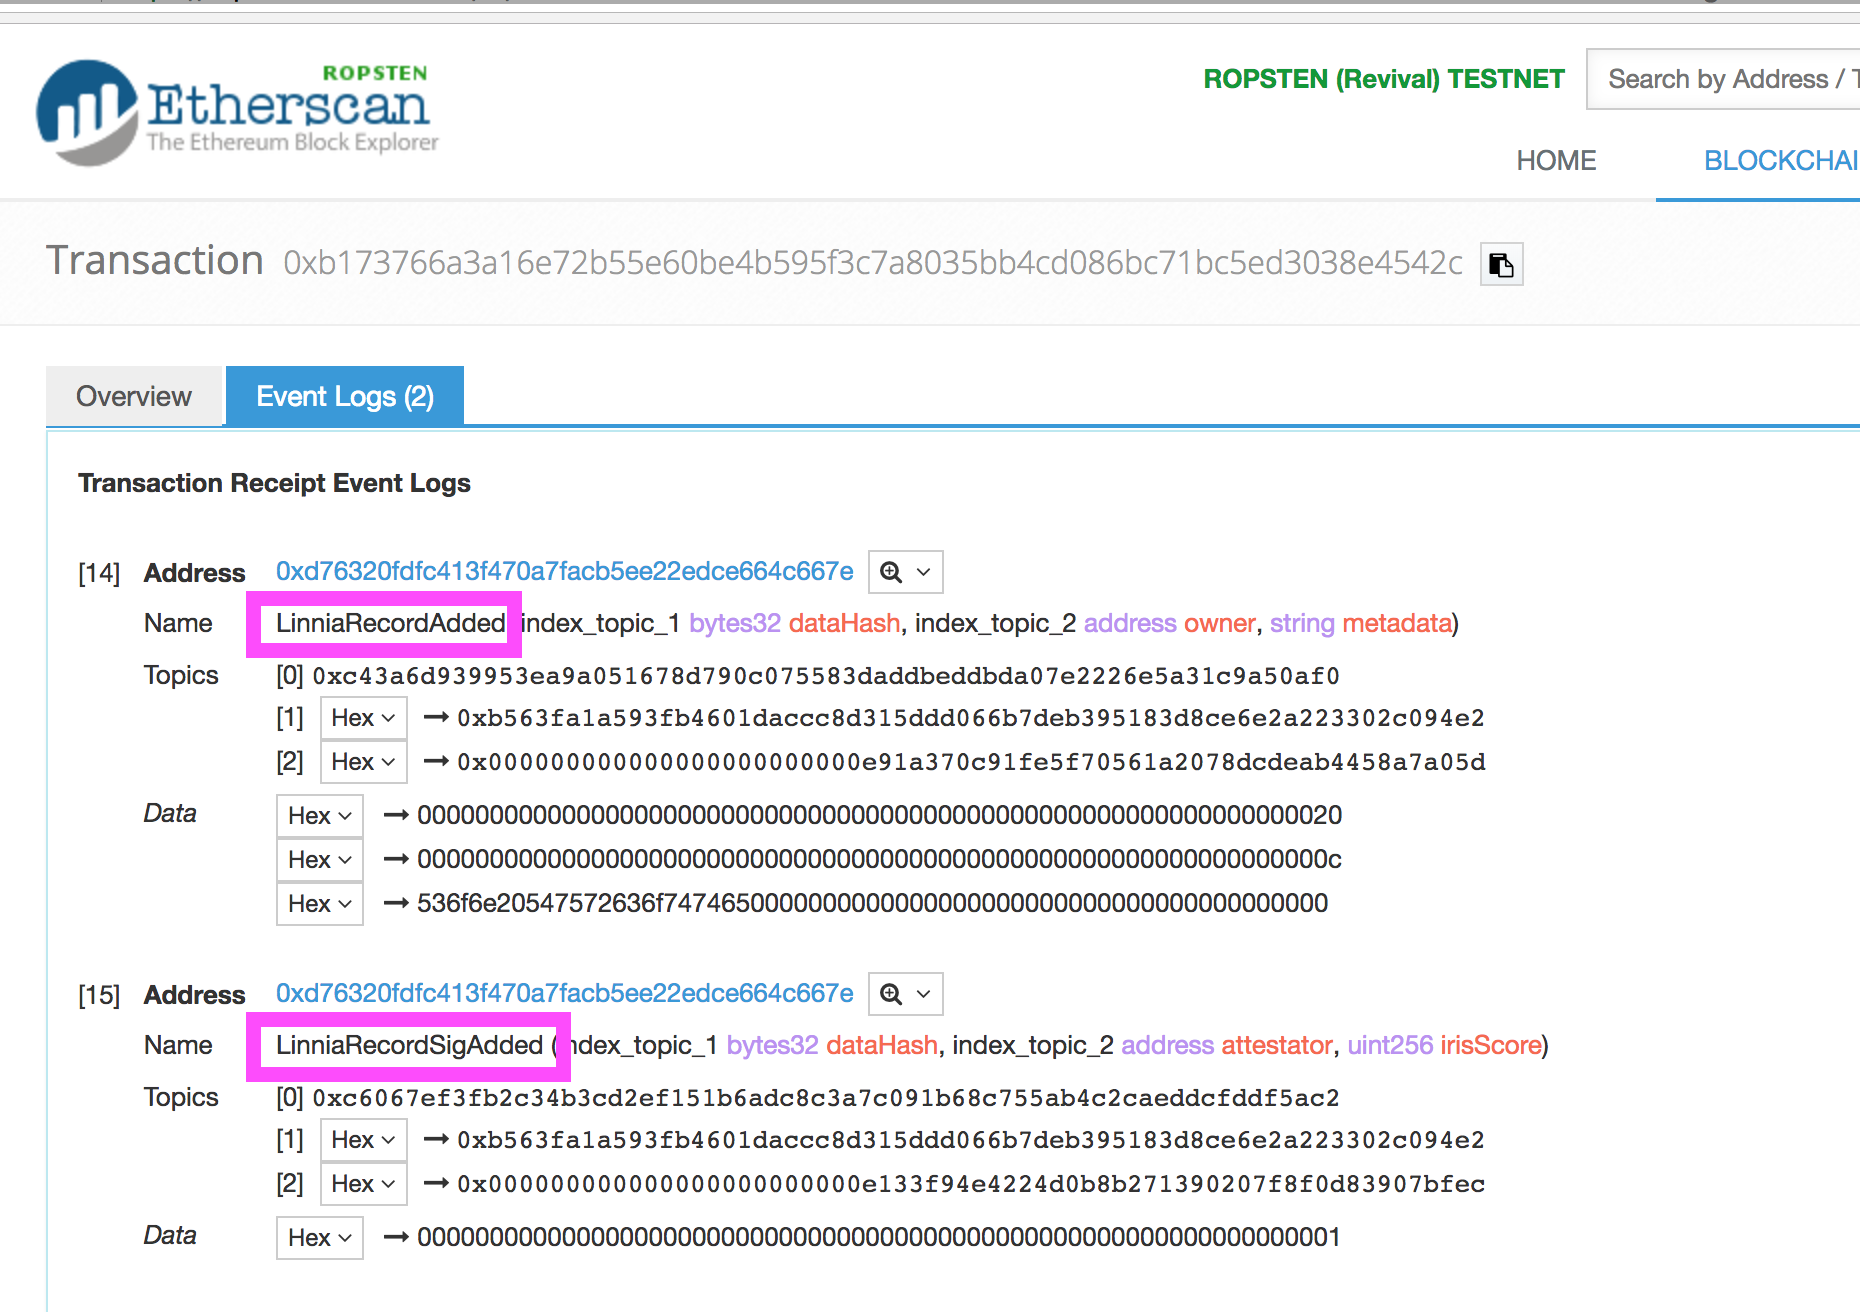 ROPSTEN
Etherscan
The Ethereum Block Explorer
ROPSTEN (Revival) TESTNET
Search by Address / T
HOME
BLOCKCHAI
Transaction 0xb173766a3a16e72b55e60be4b595f3c7a8035bb4cd086bc71bc5ed3038e4542c
Overview
Event Logs (2)
Transaction Receipt Event Logs
[14] Address 0xd76320fdfc413f470a7facb5ee22edce664c667e
Name LinniaRecordAdded index_topic_1 bytes32 dataHash, index_topic_2 address owner, string metadata)
Topics [0] 0xc43a6d939953ea9a051678d790c075583daddbeddbda07e2226e5a31c9a50af0
[1] Hex → 0xb563fa1a593fb4601daccc8d315ddd066b7deb395183d8ce6e2a223302c094e2
[2] Hex → 0x000000000000000000000000e91a370c91fe5f70561a2078dcdeab4458a7a05d
Data Hex → 0000000000000000000000000000000000000000000000000000000000000020
Hex → 000000000000000000000000000000000000000000000000000000000000000c
Hex → 536f6e20547572636f7474650000000000000000000000000000000000000000
[15] Address 0xd76320fdfc413f470a7facb5ee22edce664c667e
Name LinniaRecordSigAdded (ndex_topic_1 bytes32 dataHash, index_topic_2 address attestator, uint256 irisScore)
Topics [0] 0xc6067ef3fb2c34b3cd2ef151b6adc8c3a7c091b68c755ab4c2caeddcfddf5ac2
[1] Hex → 0xb563fa1a593fb4601daccc8d315ddd066b7deb395183d8ce6e2a223302c094e2
[2] Hex → 0x000000000000000000000000e133f94e4224d0b8b271390207f8f0d83907bfec
Data Hex → 0000000000000000000000000000000000000000000000000000000000000001